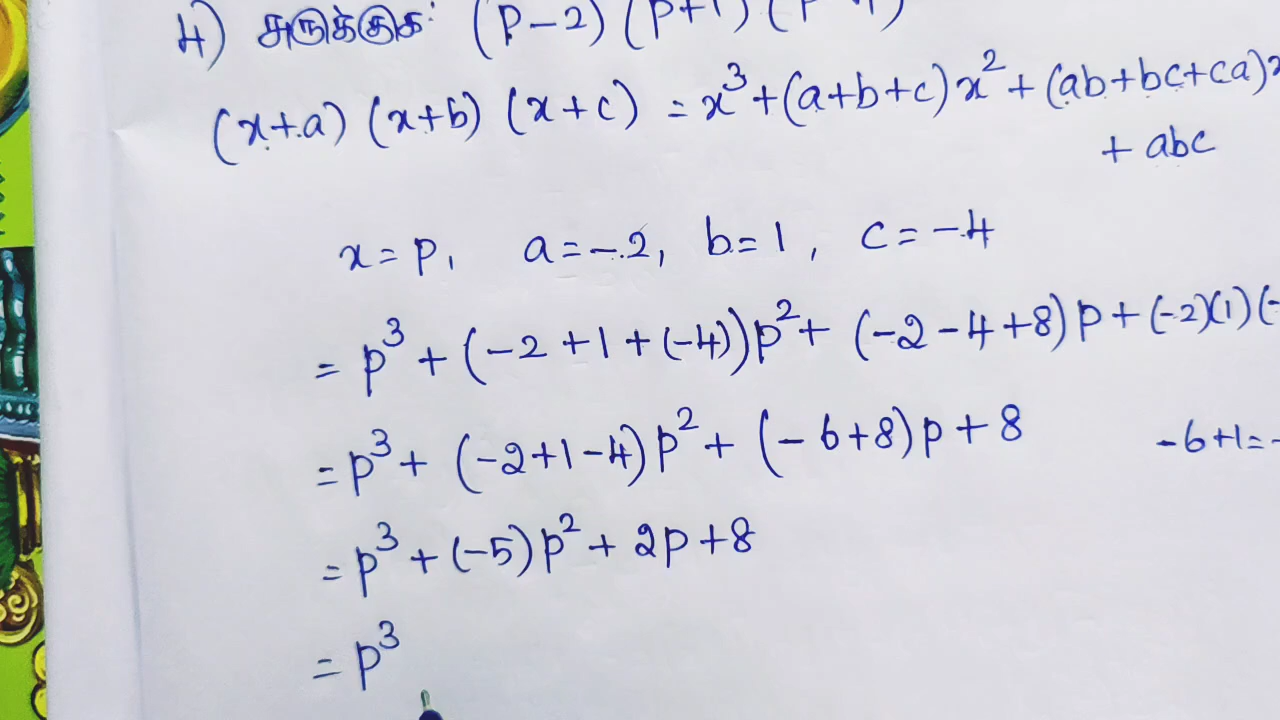 4) சுருக்குக: (p-2) (p+1) (p-4)
(x+a) (x+b) (x+c) = x³+(a+b+c)x²+(ab+bc+ca)x
+ abc
x=p, a=-2, b=1, c=-4
= p³+(-2+1+(-4))p²+ (-2-4+8)p+(-2)(1)(-
= p³+ (-2+1-4)p²+ (-6+8)p+8
-6+1=-
= p³+(-5)p²+ 2p+8
= p³